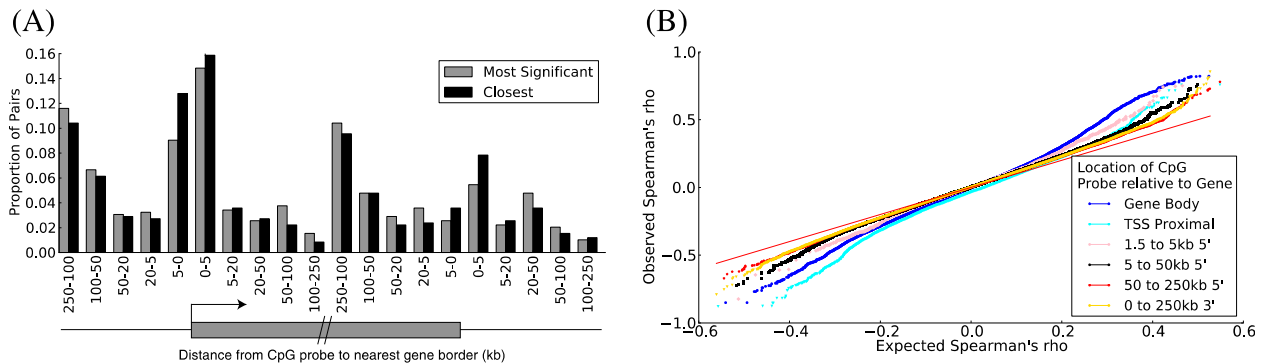 (A)
Proportion of Pairs
0.16
0.14
0.12
0.10
0.08
0.06
0.04
0.02
0.00
Most Significant
Closest
250-100
100-50
50-20
20-5
5-0
0-5
5-20
20-50
50-100
100-250
250-100
100-50
50-20
20-5
5-0
0-5
5-20
20-50
50-100
100-250
Distance from CpG probe to nearest gene border (kb)
(B)
Observed Spearman's rho
1.0
0.5
0.0
−0.5
−1.0
−0.6
−0.4
−0.2
0.0
0.2
0.4
0.6
Expected Spearman's rho
Location of CpG
Probe relative to Gene
Gene Body
TSS Proximal
1.5 to 5kb 5'
5 to 50kb 5'
50 to 250kb 5'
0 to 250kb 3'